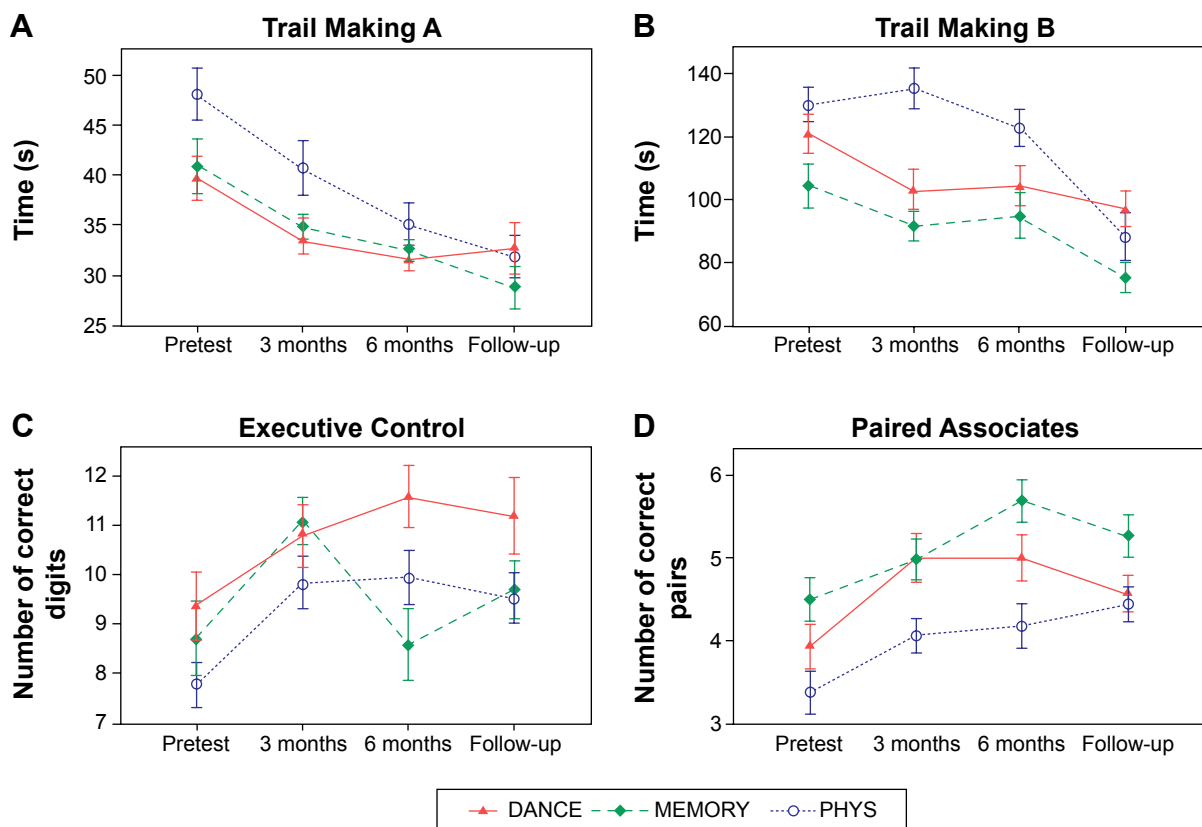 A
Trail Making A
Time (s)
50
45
40
35
30
25
Pretest 3 months 6 months Follow-up
B
Trail Making B
Time (s)
140
120
100
80
60
Pretest 3 months 6 months Follow-up
C
Executive Control
Number of correct
digits
12
11
10
9
8
7
Pretest 3 months 6 months Follow-up
D
Paired Associates
Number of correct
pairs
6
5
4
3
Pretest 3 months 6 months Follow-up
DANCE MEMORY PHYS